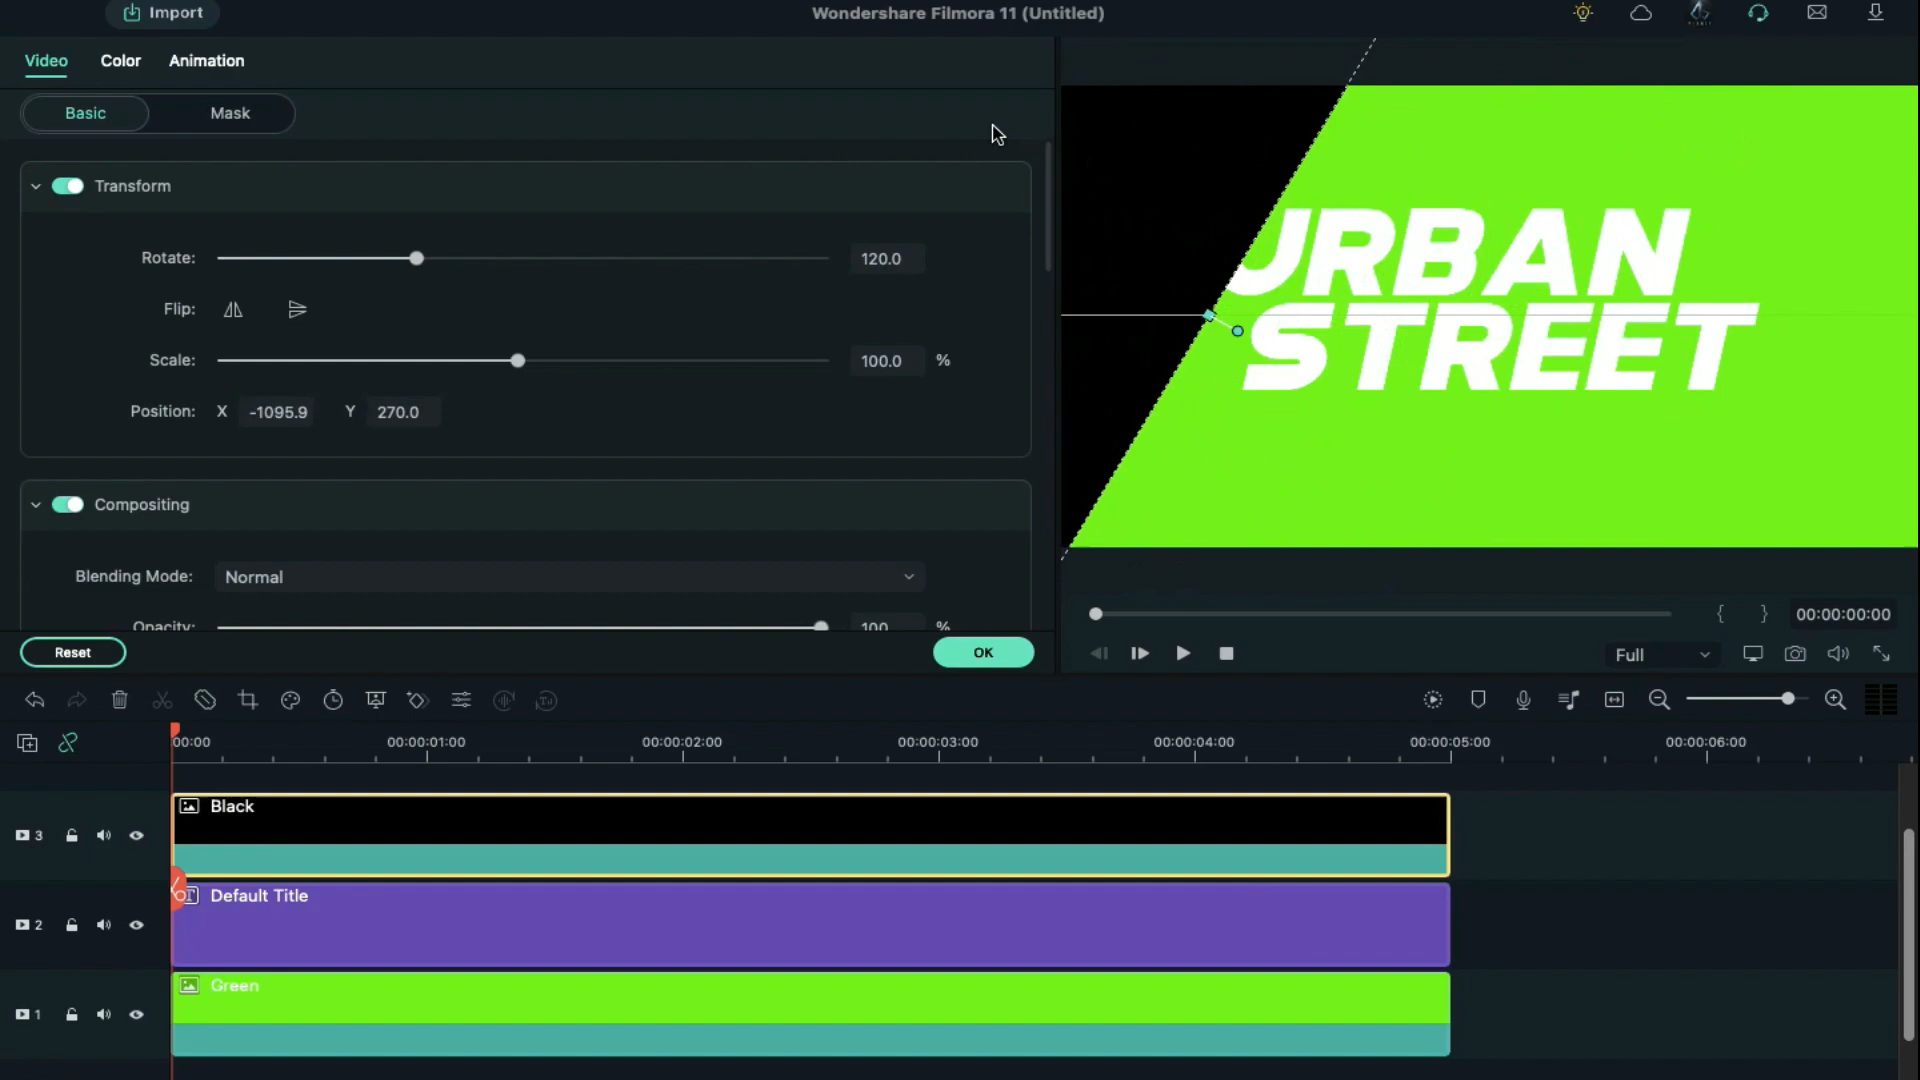 Import
Wondershare Filmora 11 (Untitled)
Video
Color
Animation
Basic
Mask
Transform
Rotate:
120.0
Flip:
Scale:
100.0
%
Position:
X
-1095.9
Y
270.0
Compositing
Blending Mode:
Normal
Opacity:
100
%
Reset
OK
URBAN
STREET
{ }
00:00:00:00
Full
00:00
00:00:01:00
00:00:02:00
00:00:03:00
00:00:04:00
00:00:05:00
00:00:06:00
3
Black
2
Default Title
1
Green